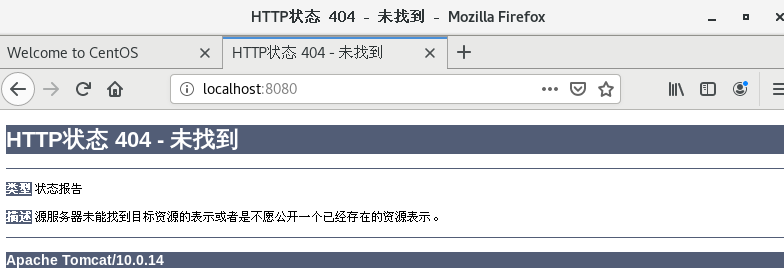 HTTP状态 404 - 未找到 - Mozilla Firefox
Welcome to CentOS
HTTP状态 404 - 未找到
localhost:8080
HTTP状态 404 - 未找到
类型 状态报告
描述 源服务器未能找到目标资源的表示或者是不愿公开一个已经存在的资源表示。
Apache Tomcat/10.0.14